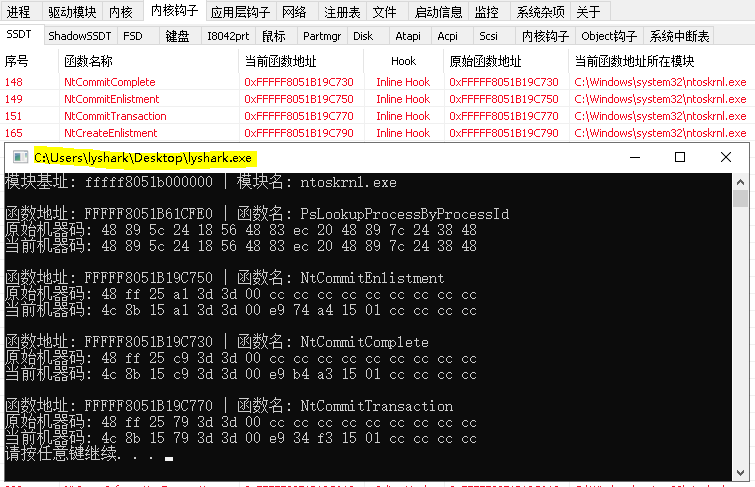 进程 驱动模块 内核 内核钩子 应用层钩子 网络 注册表 文件 启动信息 监控 系统杂项 关于
SSDT ShadowSSDT FSD 键盘 I8042prt 鼠标 Partmgr Disk Atapi Acpi Scsi 内核钩子 Object钩子 系统中断表
序号 函数名称 当前函数地址 Hook 原始函数地址 当前函数地址所在模块
148 NtCommitComplete 0xFFFFF8051B19C730 Inline Hook 0xFFFFF8051B19C730 C:\Windows\system32\ntoskrnl.exe
149 NtCommitEnlistment 0xFFFFF8051B19C750 Inline Hook 0xFFFFF8051B19C750 C:\Windows\system32\ntoskrnl.exe
151 NtCommitTransaction 0xFFFFF8051B19C770 Inline Hook 0xFFFFF8051B19C770 C:\Windows\system32\ntoskrnl.exe
165 NtCreateEnlistment 0xFFFFF8051B19C790 Inline Hook 0xFFFFF8051B19C790 C:\Windows\system32\ntoskrnl.exe
C:\Users\lyshark\Desktop\lyshark.exe
模块基址: fffff8051b000000 | 模块名: ntoskrnl.exe
函数地址: FFFFF8051B61CFE0 | 函数名: PsLookupProcessByProcessId
原始机器码: 48 89 5c 24 18 56 48 83 ec 20 48 89 7c 24 38 48
当前机器码: 48 89 5c 24 18 56 48 83 ec 20 48 89 7c 24 38 48
函数地址: FFFFF8051B19C750 | 函数名: NtCommitEnlistment
原始机器码: 48 ff 25 a1 3d 3d 00 cc cc cc cc cc cc cc cc cc
当前机器码: 4c 8b 15 a1 3d 3d 00 e9 74 a4 15 01 cc cc cc cc
函数地址: FFFFF8051B19C730 | 函数名: NtCommitComplete
原始机器码: 48 ff 25 c9 3d 3d 00 cc cc cc cc cc cc cc cc cc
当前机器码: 4c 8b 15 c9 3d 3d 00 e9 b4 a3 15 01 cc cc cc cc
函数地址: FFFFF8051B19C770 | 函数名: NtCommitTransaction
原始机器码: 48 ff 25 79 3d 3d 00 cc cc cc cc cc cc cc cc cc
当前机器码: 4c 8b 15 79 3d 3d 00 e9 34 f3 15 01 cc cc cc cc
请按任意键继续. . .